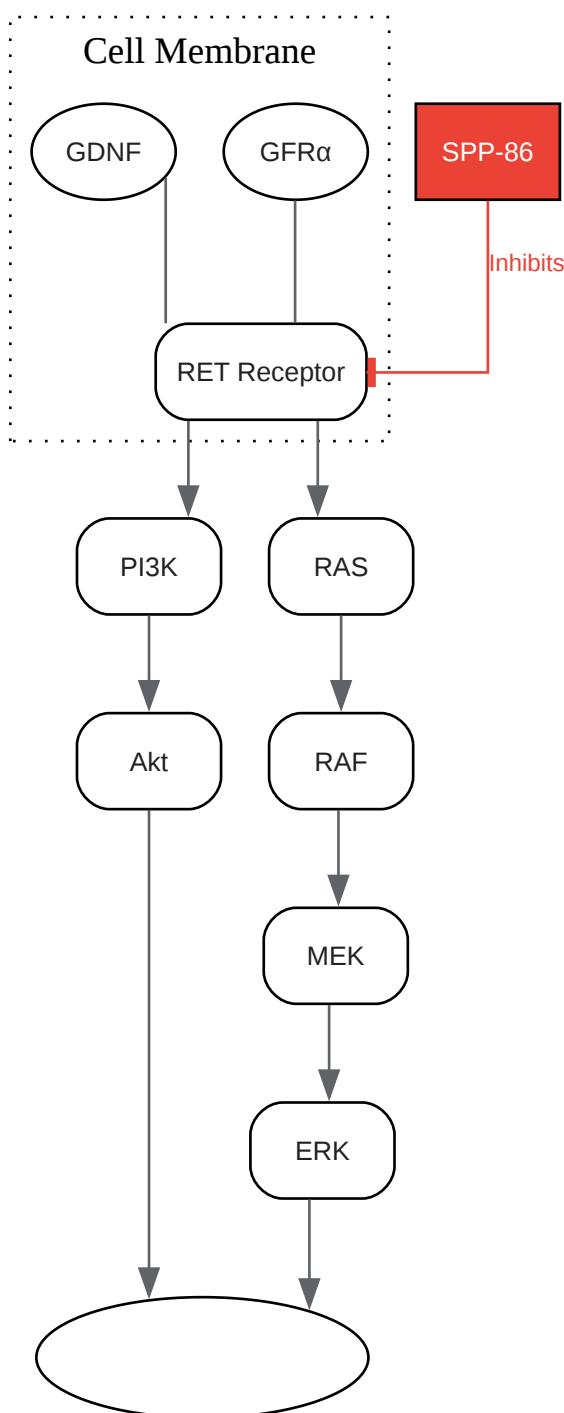 Cell Membrane
GDNF
GFRα
SPP-86
Inhibits
RET Receptor
PI3K
RAS
Akt
RAF
MEK
ERK